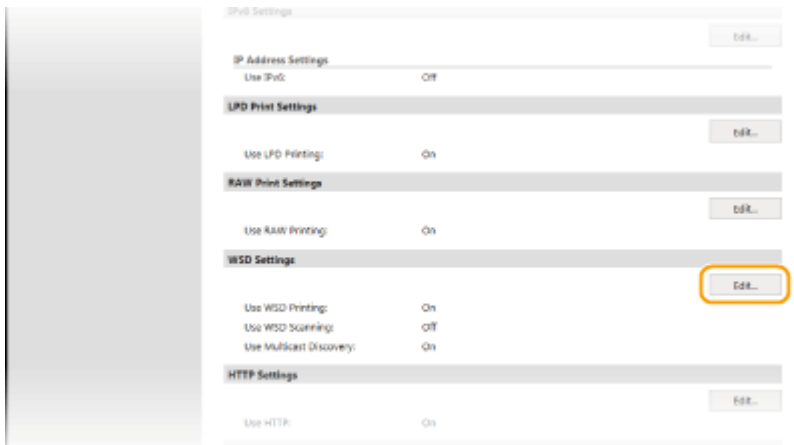 IPv6 Settings
Edit...
IP Address Settings
Use IPv6: Off
LPD Print Settings
Edit...
Use LPD Printing: On
RAW Print Settings
Edit...
Use RAW Printing: On
WSD Settings
Edit...
Use WSD Printing: On
Use WSD Scanning: Off
Use Multicast Discovery: On
HTTP Settings
Edit...
Use HTTP: On